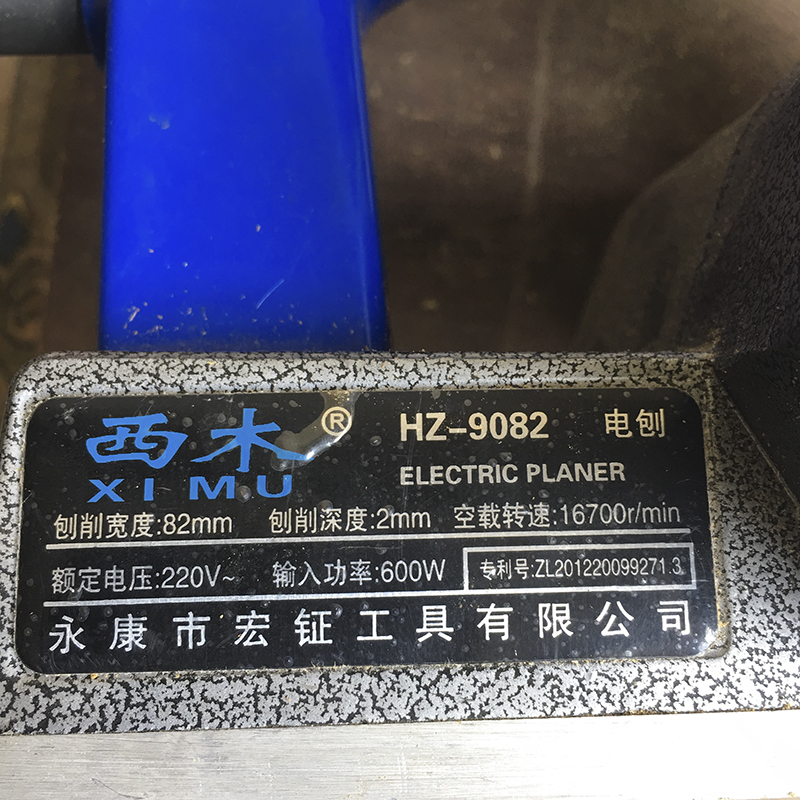 西木® HZ-9082 电刨
XIMU ELECTRIC PLANER
刨削宽度:82mm 刨削深度:2mm 空载转速:16700r/min
额定电压:220V~ 输入功率:600W 专利号:ZL201220099271.3
永康市宏钲工具有限公司